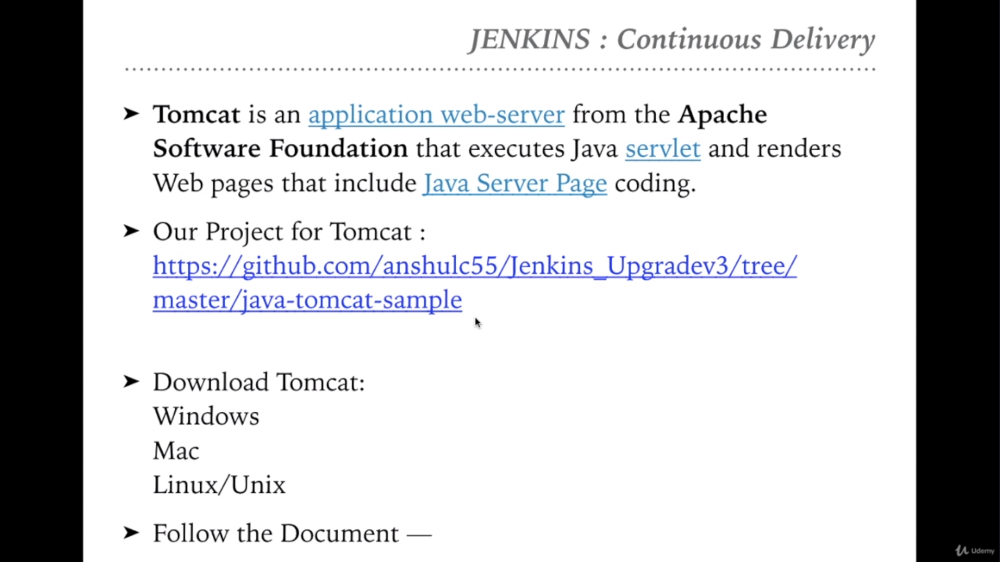 JENKINS : Continuous Delivery
➤ Tomcat is an application web-server from the Apache
Software Foundation that executes Java servlet and renders
Web pages that include Java Server Page coding.
➤ Our Project for Tomcat :
https://github.com/anshulc55/Jenkins_Upgradev3/tree/
master/java-tomcat-sample
➤ Download Tomcat:
Windows
Mac
Linux/Unix
➤ Follow the Document —
Udemy